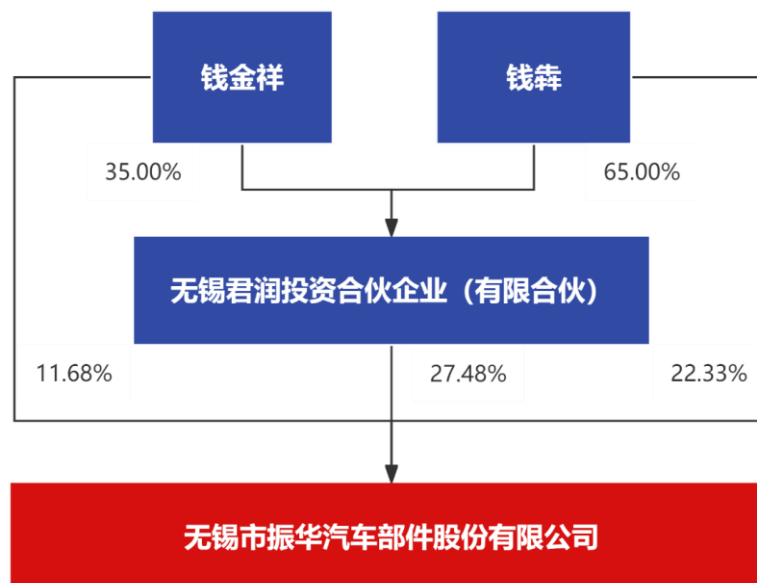 钱金祥
钱犇
35.00%
65.00%
无锡君润投资合伙企业（有限合伙）
11.68%
27.48%
22.33%
无锡市振华汽车部件股份有限公司